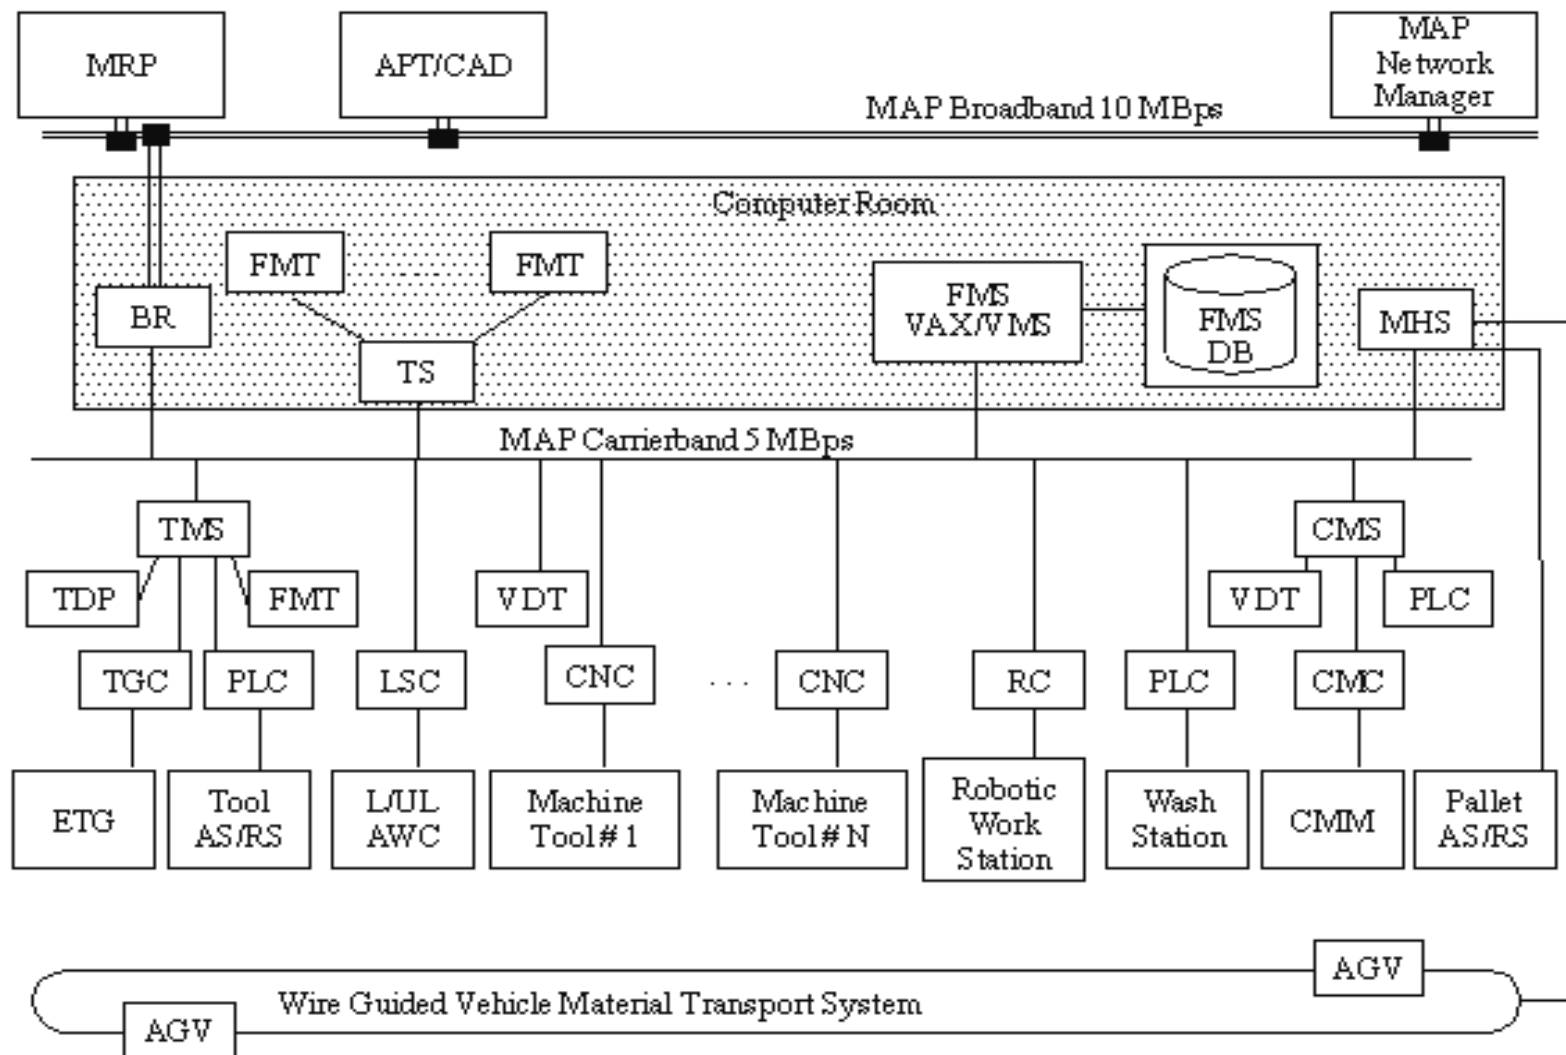 MRP
APT/CAD
MAP
Network
Manager
MAP Broadband 10 MBps
Computer Room
FMT
.....
FMT
BR
TS
FMS
VAX/VMS
FMS
DB
MHS
MAP Carrierband 5 MBps
TMS
TDP
FMT
TGC
PLC
LSC
VDT
CNC
...
CNC
RC
PLC
CMS
VDT
PLC
CMC
ETG
Tool
AS/RS
L/UL
AWC
Machine
Tool # 1
Machine
Tool # N
Robotic
Work
Station
Wash
Station
CMM
Pallet
AS/RS
AGV
Wire Guided Vehicle Material Transport System
AGV